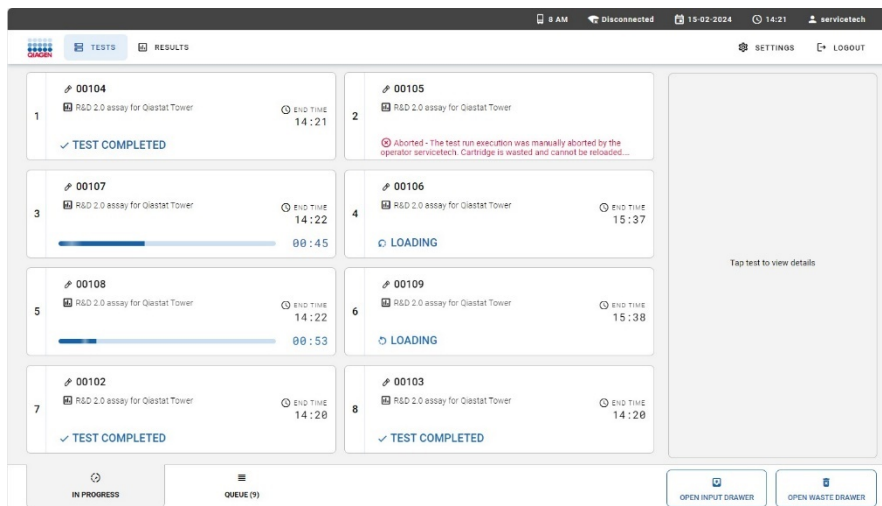 8 AM Disconnected 15-02-2024 14:21 servicetech
QIAGEN TESTS RESULTS SETTINGS LOGOUT
1
00104
R&D 2.0 assay for Qiastat Tower
END TIME
14:21
TEST COMPLETED
2
00105
R&D 2.0 assay for Qiastat Tower
Aborted - The test run execution was manually aborted by the
operator servicetech. Cartridge is wasted and cannot be reloaded....
3
00107
R&D 2.0 assay for Qiastat Tower
END TIME
14:22
00:45
4
00106
R&D 2.0 assay for Qiastat Tower
END TIME
15:37
LOADING
5
00108
R&D 2.0 assay for Qiastat Tower
END TIME
14:22
00:53
6
00109
R&D 2.0 assay for Qiastat Tower
END TIME
15:38
LOADING
7
00102
R&D 2.0 assay for Qiastat Tower
END TIME
14:20
TEST COMPLETED
8
00103
R&D 2.0 assay for Qiastat Tower
END TIME
14:20
TEST COMPLETED
Tap test to view details
IN PROGRESS
QUEUE (9)
OPEN INPUT DRAWER
OPEN WASTE DRAWER